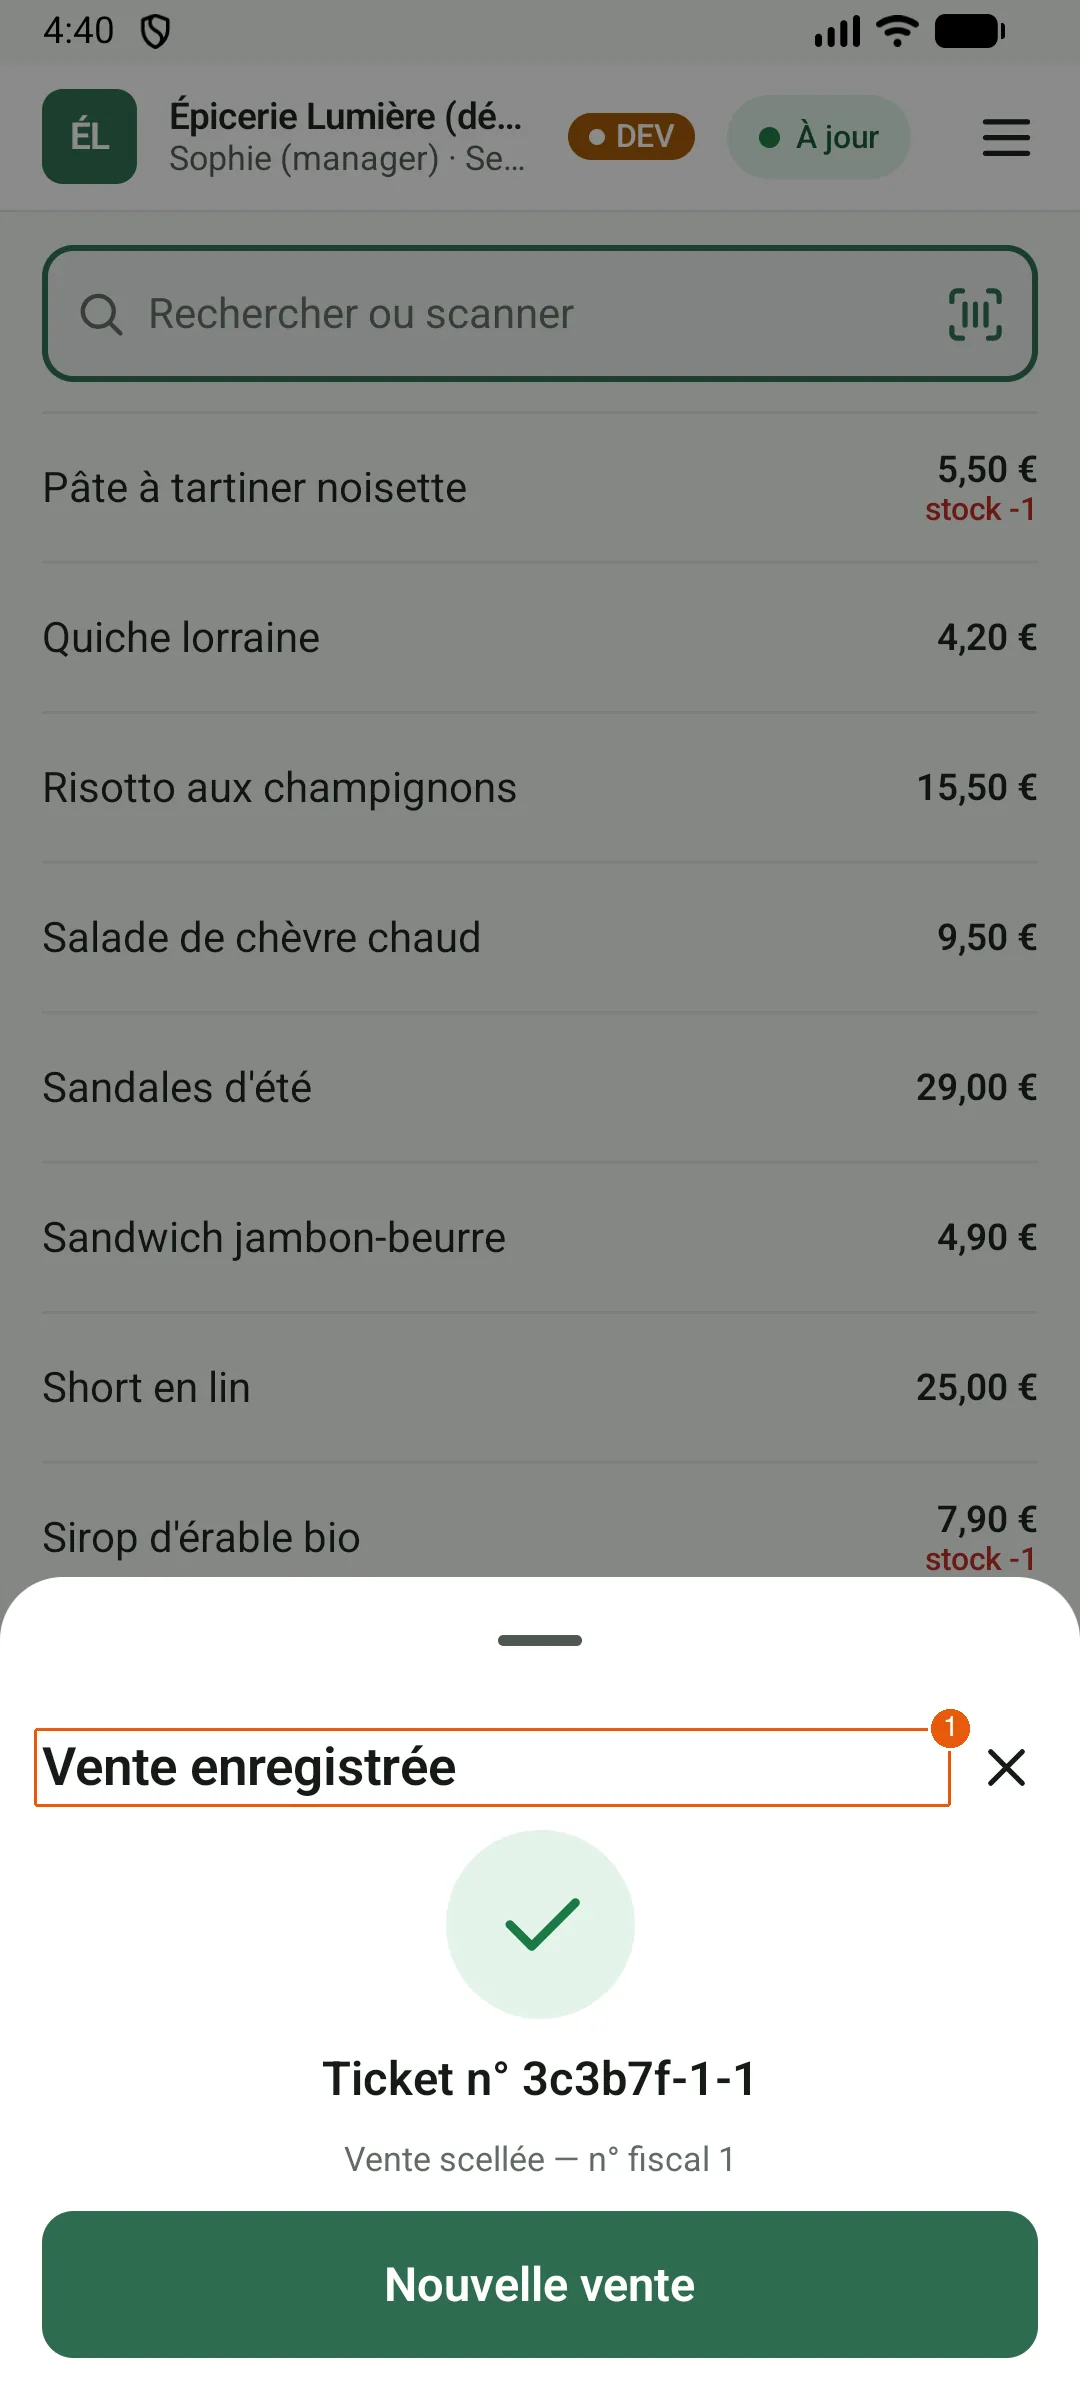 4:40
ÉL
Épicerie Lumière (dé...
Sophie (manager) · Se...
DEV
À jour
Rechercher ou scanner
Pâte à tartiner noisette
5,50 €
stock -1
Quiche lorraine
4,20 €
Risotto aux champignons
15,50 €
Salade de chèvre chaud
9,50 €
Sandales d'été
29,00 €
Sandwich jambon-beurre
4,90 €
Short en lin
25,00 €
Sirop d'érable bio
7,90 €
stock -1
1
Vente enregistrée
Ticket n° 3c3b7f-1-1
Vente scellée — n° fiscal 1
Nouvelle vente